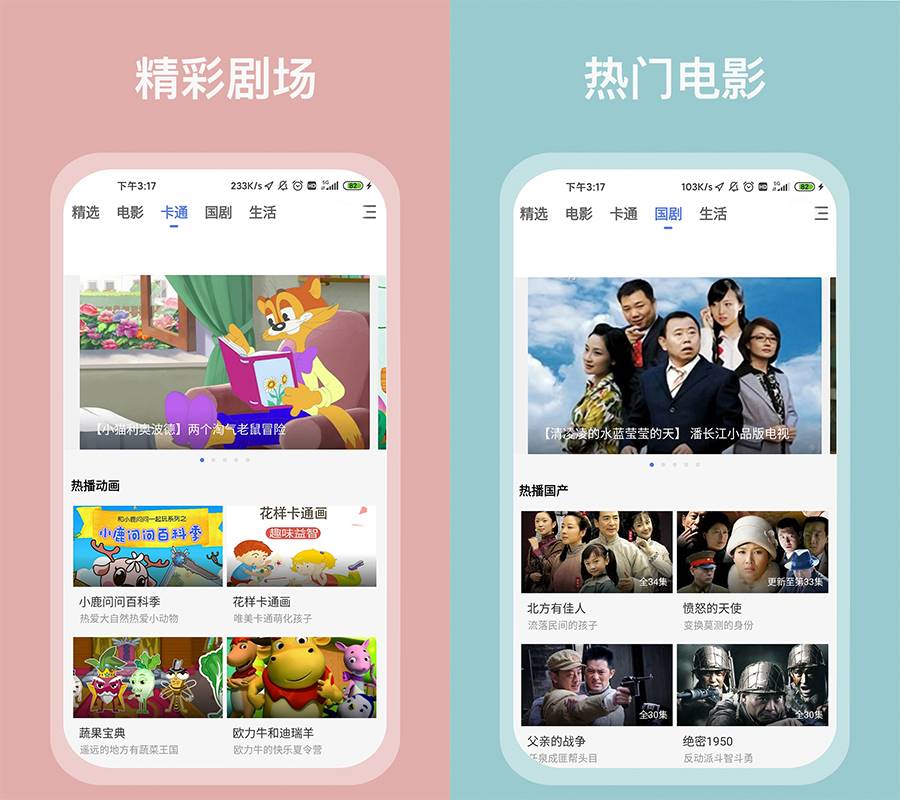 精彩剧场
下午3:17
233K/s
HD
5G
82
精选 电影 卡通 国剧 生活
【小猫利奥波德】两个淘气老鼠冒险
热播动画
和小鹿问问一起玩系列之
小鹿问问百科季
花样卡通画
趣味益智
小鹿问问百科季
热爱大自然热爱小动物
花样卡通画
唯美卡通萌化孩子
蔬果宝典
遥远的地方有蔬菜王国
欧力牛和迪瑞羊
欧力牛的快乐夏令营
热门电影
下午3:17
103K/s
HD
5G
82
精选 电影 卡通 国剧 生活
【清凌凌的水蓝莹莹的天】 潘长江小品版电视
热播国产
全34集
更新至第33集
北方有佳人
流落民间的孩子
愤怒的天使
变换莫测的身份
全30集
全30集
父亲的战争
任泉成匪帮头目
绝密1950
反动派斗智斗勇